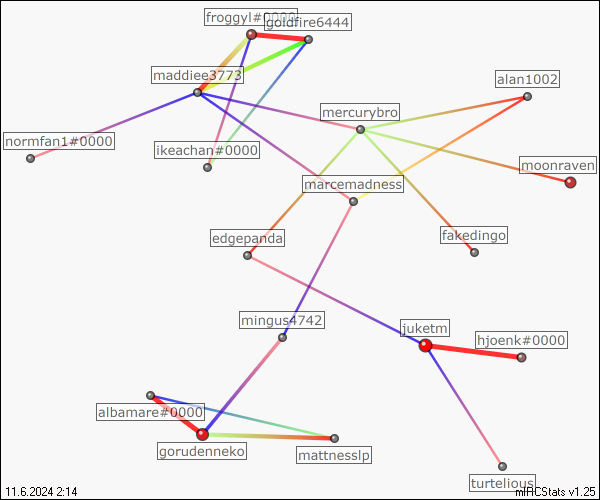 froggyl#0000
goldfire6444
maddiee3773
alan1002
mercurybro
normfan1#0000
ikeachan#0000
moonraven
marcemadness
edgepanda
fakedingo
mingus4742
juketm
hjoenk#0000
albamare#0000
gorudenneko
mattnesslp
turtelious
11.6.2024 2:14
mIRCStats v1.25